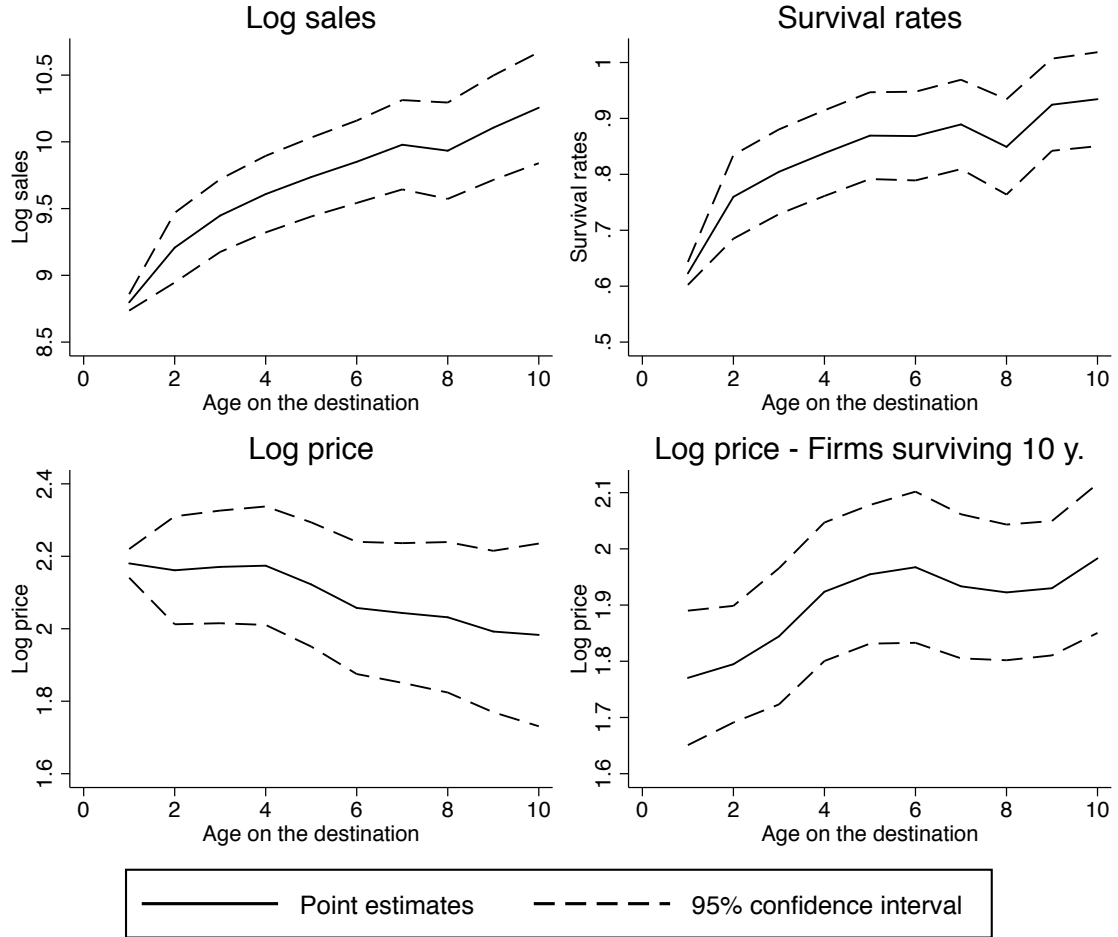 Log sales
Log sales
10.5
10
9.5
9
8.5
0 2 4 6 8 10
Age on the destination
Survival rates
Survival rates
1
.9
.8
.7
.6
.5
0 2 4 6 8 10
Age on the destination
Log price
Log price
2.4
2.2
2
1.8
1.6
0 2 4 6 8 10
Age on the destination
Log price - Firms surviving 10 y.
Log price
2.1
2
1.9
1.8
1.7
1.6
0 2 4 6 8 10
Age on the destination
Point estimates 95% confidence interval